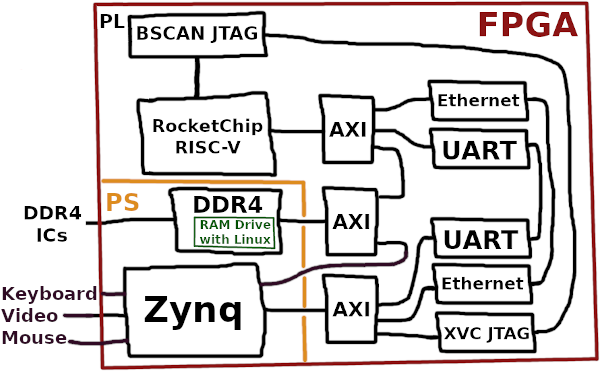 PL
BSCAN JTAG
FPGA
RocketChip
RISC-V
AXI
Ethernet
UART
PS
DDR4
RAM Drive
with Linux
DDR4
ICs
AXI
UART
Keyboard
Video
Mouse
Zynq
AXI
Ethernet
XVC JTAG